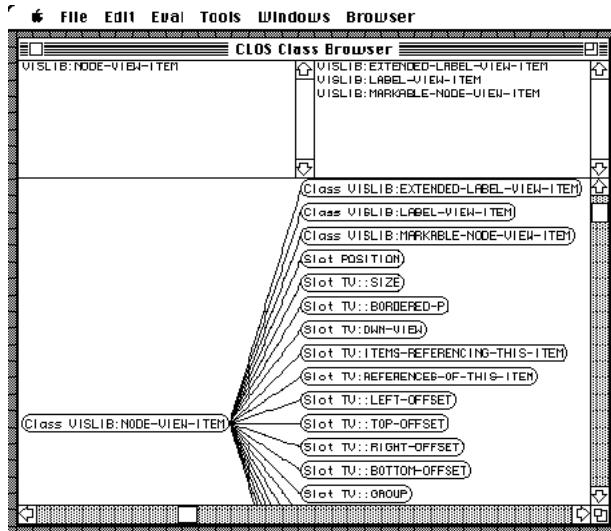 File Edit Eval Tools Windows Browser
CLOS Class Browser
VISLIB:NODE-VIEW-ITEM
VISLIB:EXTENDED-LABEL-VIEW-ITEM
VISLIB:LABEL-VIEW-ITEM
VISLIB:MARKABLE-NODE-VIEW-ITEM
Class VISLIB:EXTENDED-LABEL-VIEW-ITEM
Class VISLIB:LABEL-VIEW-ITEM
Class VISLIB:MARKABLE-NODE-VIEW-ITEM
Slot POSITION
Slot TV::SIZE
Slot TV::BORDERED-P
Slot TV:OWN-VIEW
Slot TV:ITEMS-REFERENCING-THIS-ITEM
Slot TV:REFERENCES-OF-THIS-ITEM
Slot TV::LEFT-OFFSET
Class VISLIB:NODE-VIEW-ITEM
Slot TV::TOP-OFFSET
Slot TV::RIGHT-OFFSET
Slot TV::BOTTOM-OFFSET
Slot TV::GROUP